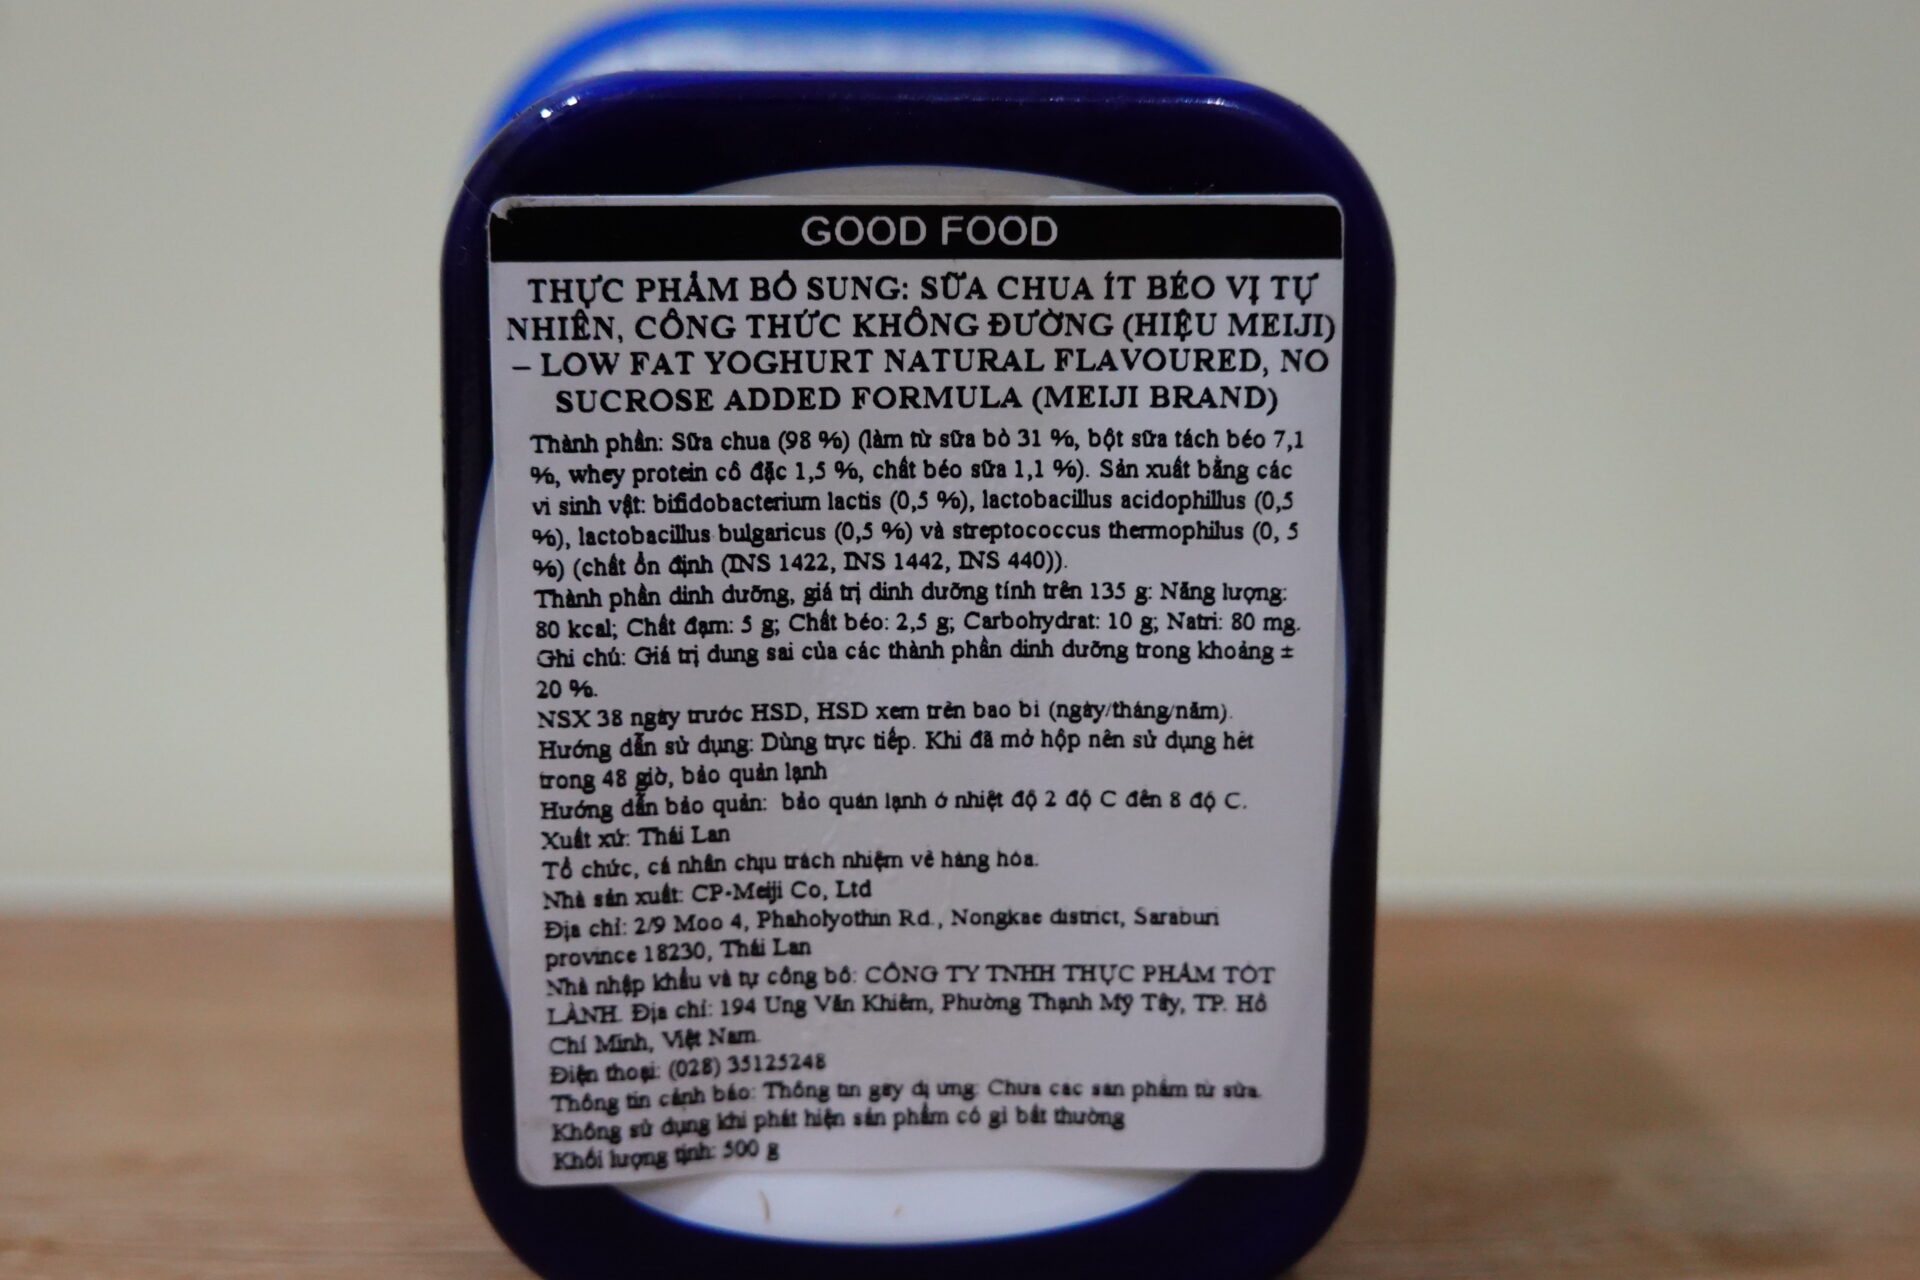 GOOD FOOD
THỰC PHẨM BỔ SUNG: SỮA CHUA ÍT BÉO VỊ TỰ
NHIÊN, CÔNG THỨC KHÔNG ĐƯỜNG (HIỆU MEIJI)
– LOW FAT YOGHURT NATURAL FLAVOURED, NO
SUCROSE ADDED FORMULA (MEIJI BRAND)
Thành phần: Sữa chua (98 %) (làm từ sữa bò 31 %, bột sữa tách béo 7,1
%, whey protein cô đặc 1,5 %, chất béo sữa 1,1 %). Sản xuất bằng các
vi sinh vật: bifidobacterium lactis (0,5 %), lactobacillus acidophillus (0,5
%), lactobacillus bulgaricus (0,5 %) và streptococcus thermophilus (0, 5
%) (chất ổn định (INS 1422, INS 1442, INS 440)).
Thành phần dinh dưỡng, giá trị dinh dưỡng tính trên 135 g: Năng lượng:
80 kcal; Chất đạm: 5 g; Chất béo: 2,5 g; Carbohydrat: 10 g; Natri: 80 mg.
Ghi chú: Giá trị dung sai của các thành phần dinh dưỡng trong khoảng ±
20 %.
NSX 38 ngày trước HSD, HSD xem trên bao bì (ngày/tháng/năm).
Hướng dẫn sử dụng: Dùng trực tiếp. Khi đã mở hộp nên sử dụng hết
trong 48 giờ, bảo quản lạnh
Hướng dẫn bảo quản: bảo quản lạnh ở nhiệt độ 2 độ C đến 8 độ C.
Xuất xứ: Thái Lan
Tổ chức, cá nhân chịu trách nhiệm về hàng hóa:
Nhà sản xuất: CP-Meiji Co, Ltd
Địa chỉ: 2/9 Moo 4, Phaholyothin Rd., Nongkae district, Saraburi
province 18230, Thái Lan
Nhà nhập khẩu và tự công bố: CÔNG TY TNHH THỰC PHẨM TỐT
LÀNH. Địa chỉ: 194 Ung Văn Khiêm, Phường Thạnh Mỹ Tây, TP. Hồ
Chí Minh, Việt Nam.
Điện thoại: (028) 35125248
Thông tin cảnh báo: Thông tin gây dị ứng: Chứa các sản phẩm từ sữa.
Không sử dụng khi phát hiện sản phẩm có gì bất thường
Khối lượng tịnh: 500 g